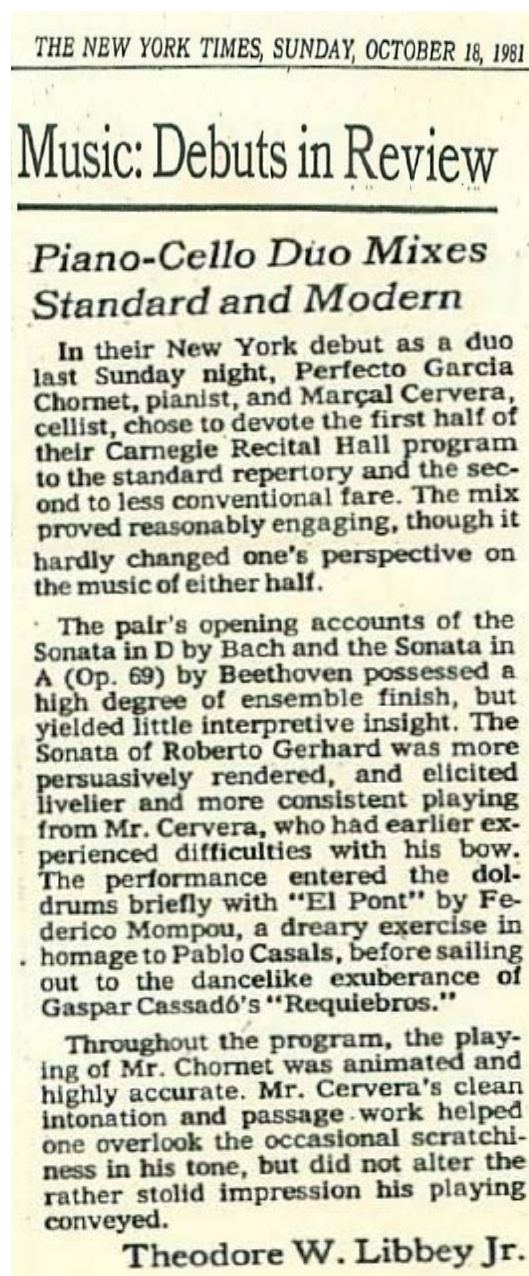 THE NEW YORK TIMES, SUNDAY, OCTOBER 18, 1981
Music: Debuts in Review
Piano-Cello Duo Mixes
Standard and Modern
In their New York debut as a duo
last Sunday night, Perfecto Garcia
Chornet, pianist, and Marçal Cervera,
cellist, chose to devote the first half of
their Carnegie Recital Hall program
to the standard repertory and the sec-
ond to less conventional fare. The mix
proved reasonably engaging, though it
hardly changed one's perspective on
the music of either half.
The pair's opening accounts of the
Sonata in D by Bach and the Sonata in
A (Op. 69) by Beethoven possessed a
high degree of ensemble finish, but
yielded little interpretive insight. The
Sonata of Roberto Gerhard was more
persuasively rendered, and elicited
livelier and more consistent playing
from Mr. Cervera, who had earlier ex-
perienced difficulties with his bow.
The performance entered the dol-
drums briefly with "El Pont" by Fe-
derico Mompou, a dreary exercise in
homage to Pablo Casals, before sailing
out to the dancelike exuberance of
Gaspar Cassadó's "Requiebros."
Throughout the program, the play-
ing of Mr. Chornet was animated and
highly accurate. Mr. Cervera's clean
intonation and passage work helped
one overlook the occasional scratchi-
ness in his tone, but did not alter the
rather stolid impression his playing
conveyed.
Theodore W. Libbey Jr.